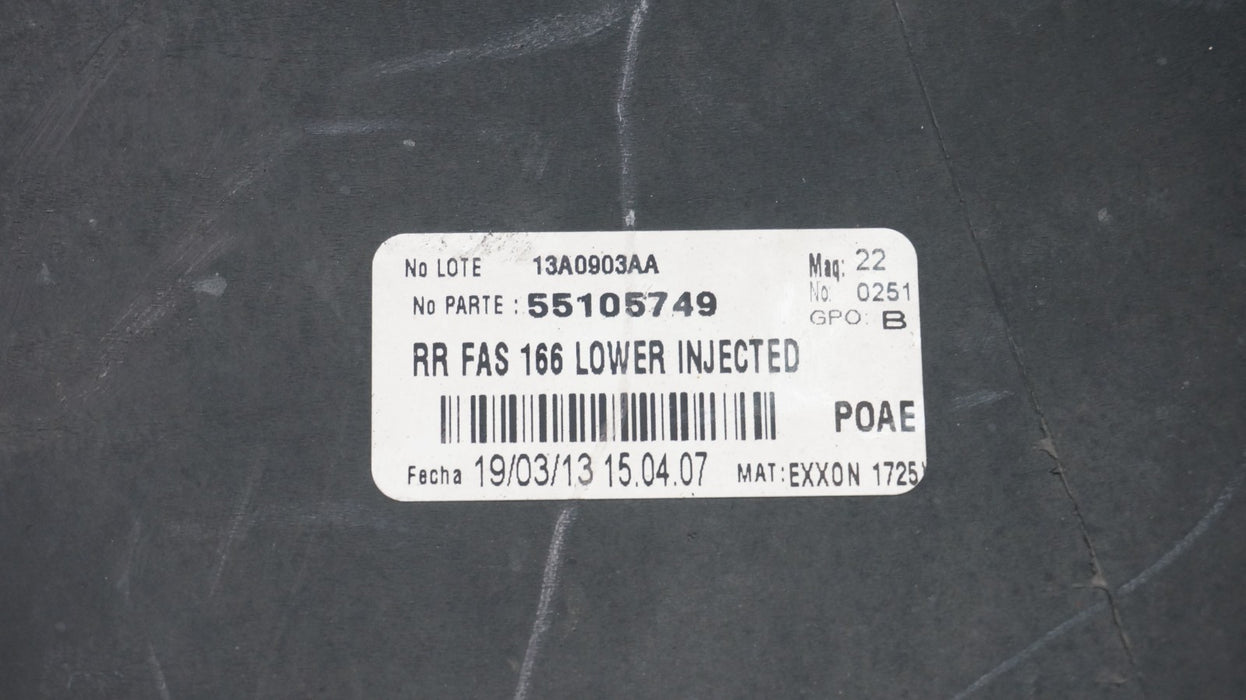 No LOTE 13A0903AA Maq: 22
No PARTE : 55105749 No: 0251
GPO: B
RR FAS 166 LOWER INJECTED
POAE
Fecha 19/03/13 15.04.07 MAT:EXXON 1725